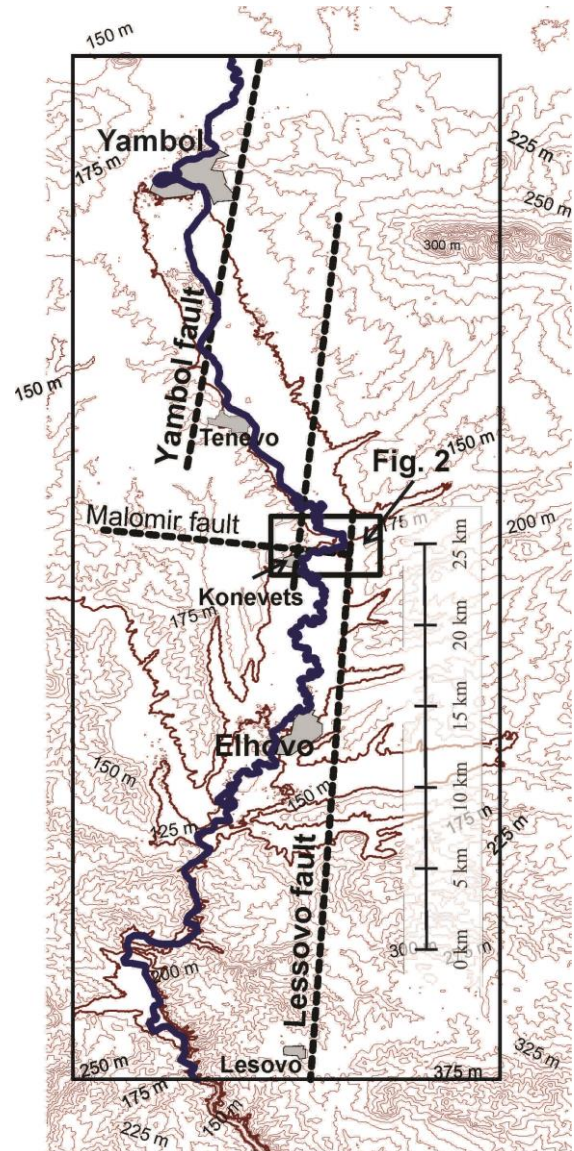 150 m
Yambol
175 m
225 m
250 m
300 m
Yambol fault
150 m
Tenevo
150 m
Fig. 2
Malomir fault
175 m
200 m
25 km
Konevets
175 m
20 km
15 km
Elhovo
150 m
150 m
10 km
125 m
175 m
225 m
5 km
Lessovo fault
200 m
0 km
Lesovo
325 m
250 m
375 m
175 m
150 m
225 m